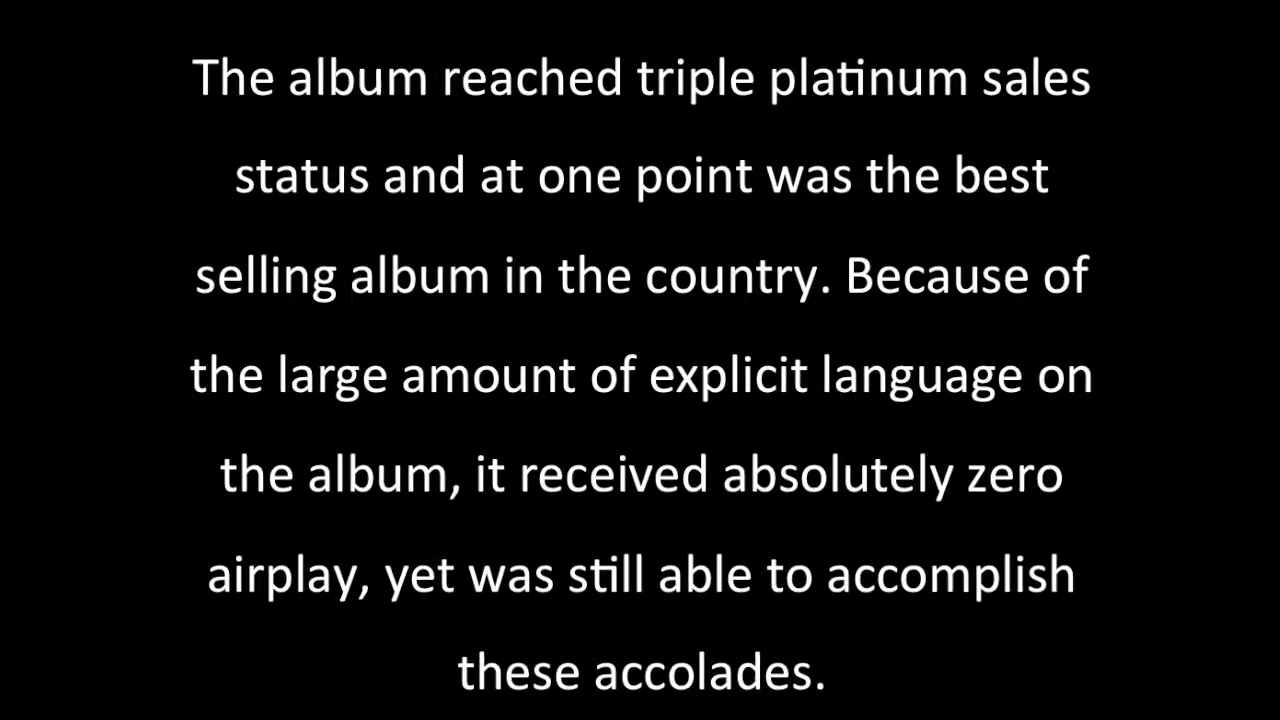 The album reached triple platinum sales
status and at one point was the best
selling album in the country. Because of
the large amount of explicit language on
the album, it received absolutely zero
airplay, yet was still able to accomplish
these accolades.